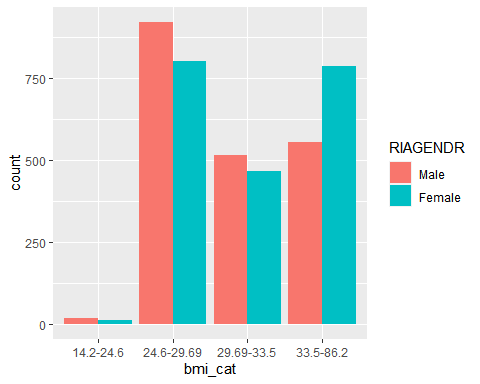 750
500
250
0
count
14.2-24.6 24.6-29.69 29.69-33.5 33.5-86.2
bmi_cat
RIAGENDR
Male
Female